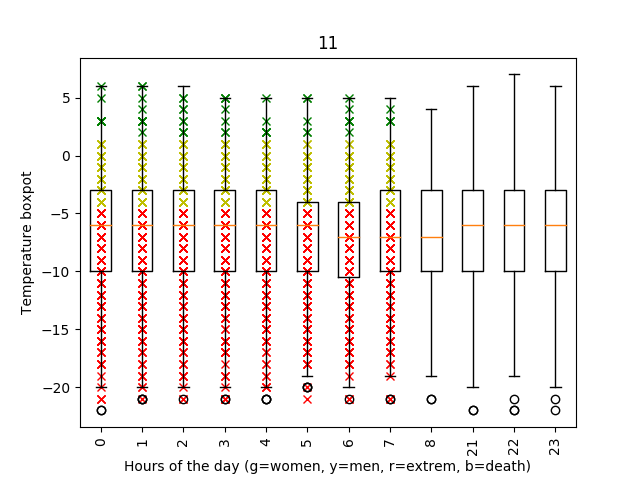 11
Temperature boxpot
5
0
−5
−10
−15
−20
0 1 2 3 4 5 6 7 8 21 22 23
Hours of the day (g=women, y=men, r=extrem, b=death)